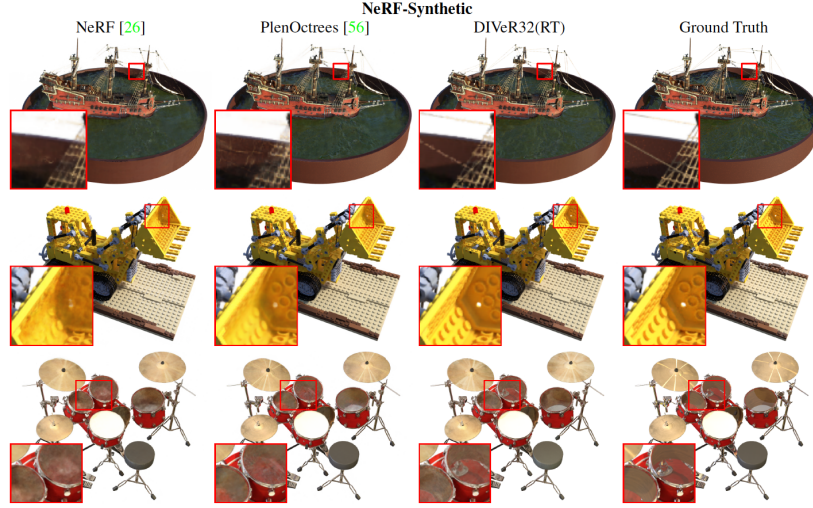 NeRF-Synthetic
NeRF [26] PlenOctrees [56] DIVeR32(RT) Ground Truth